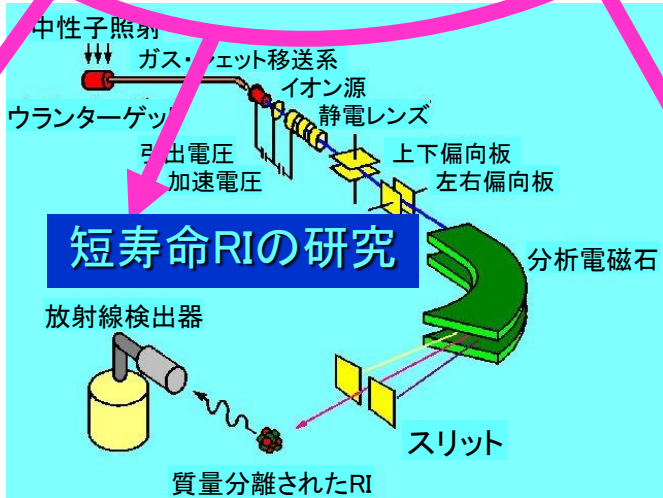 中性子照射
ガス・ジェット移送系
イオン源
ウランターゲット
静電レンズ
引出電圧
上下偏向板
加速電圧
左右偏向板
短寿命RIの研究
分析電磁石
放射線検出器
スリット
質量分離されたRI